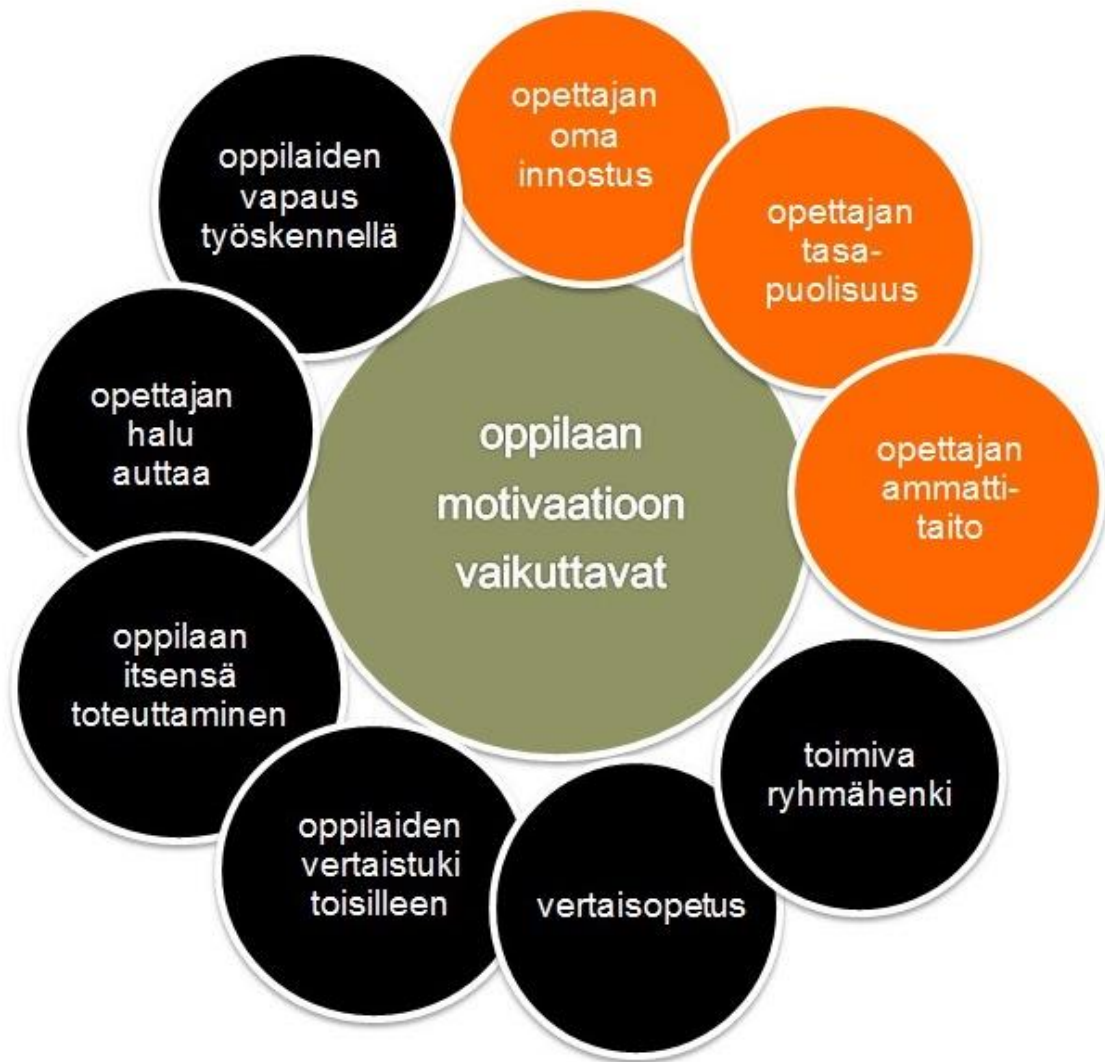 oppilaan
motivaatioon
vaikuttavat
opettajan
oma
innostus
opettajan
tasa-
puolisuus
opettajan
ammatti-
taito
toimiva
ryhmähenki
vertaisopetus
oppilaiden
vertaistuki
toisilleen
oppilaan
itsensä
toteuttaminen
opettajan
halu
auttaa
oppilaiden
vapaus
työskennellä